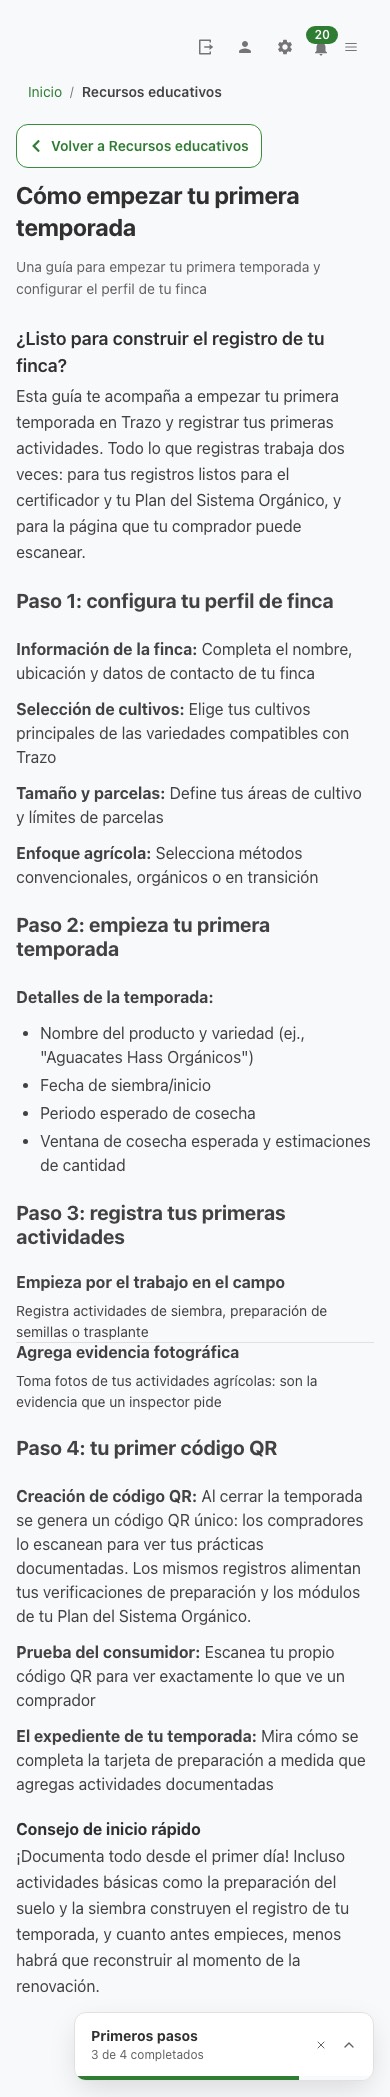 20
Inicio / Recursos educativos
Volver a Recursos educativos
Cómo empezar tu primera
temporada
Una guía para empezar tu primera temporada y
configurar el perfil de tu finca
¿Listo para construir el registro de tu
finca?
Esta guía te acompaña a empezar tu primera
temporada en Trazo y registrar tus primeras
actividades. Todo lo que registras trabaja dos
veces: para tus registros listos para el
certificador y tu Plan del Sistema Orgánico, y
para la página que tu comprador puede
escanear.
Paso 1: configura tu perfil de finca
Información de la finca: Completa el nombre,
ubicación y datos de contacto de tu finca
Selección de cultivos: Elige tus cultivos
principales de las variedades compatibles con
Trazo
Tamaño y parcelas: Define tus áreas de cultivo
y límites de parcelas
Enfoque agrícola: Selecciona métodos
convencionales, orgánicos o en transición
Paso 2: empieza tu primera
temporada
Detalles de la temporada:
• Nombre del producto y variedad (ej.,
"Aguacates Hass Orgánicos")
• Fecha de siembra/inicio
• Periodo esperado de cosecha
• Ventana de cosecha esperada y estimaciones
de cantidad
Paso 3: registra tus primeras
actividades
Empieza por el trabajo en el campo
Registra actividades de siembra, preparación de
semillas o trasplante
Agrega evidencia fotográfica
Toma fotos de tus actividades agrícolas: son la
evidencia que un inspector pide
Paso 4: tu primer código QR
Creación de código QR: Al cerrar la temporada
se genera un código QR único: los compradores
lo escanean para ver tus prácticas
documentadas. Los mismos registros alimentan
tus verificaciones de preparación y los módulos
de tu Plan del Sistema Orgánico.
Prueba del consumidor: Escanea tu propio
código QR para ver exactamente lo que ve un
comprador
El expediente de tu temporada: Mira cómo se
completa la tarjeta de preparación a medida que
agregas actividades documentadas
Consejo de inicio rápido
¡Documenta todo desde el primer día! Incluso
actividades básicas como la preparación del
suelo y la siembra construyen el registro de tu
temporada, y cuanto antes empieces, menos
habrá que reconstruir al momento de la
renovación.
Primeros pasos
3 de 4 completados